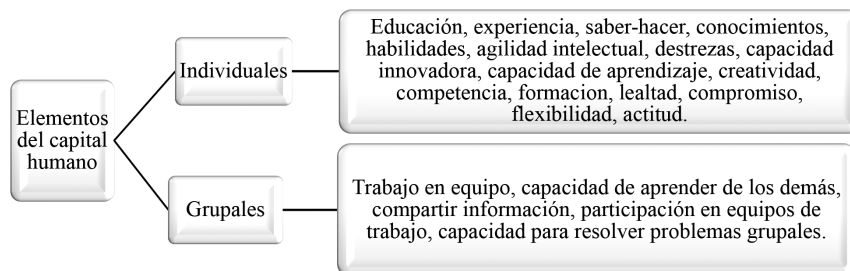 Elementos
del capital
humano
Individuales
Educación, experiencia, saber-hacer, conocimientos,
habilidades, agilidad intelectual, destrezas, capacidad
innovadora, capacidad de aprendizaje, creatividad,
competencia, formacion, lealtad, compromiso,
flexibilidad, actitud.
Grupales
Trabajo en equipo, capacidad de aprender de los demás,
compartir información, participación en equipos de
trabajo, capacidad para resolver problemas grupales.